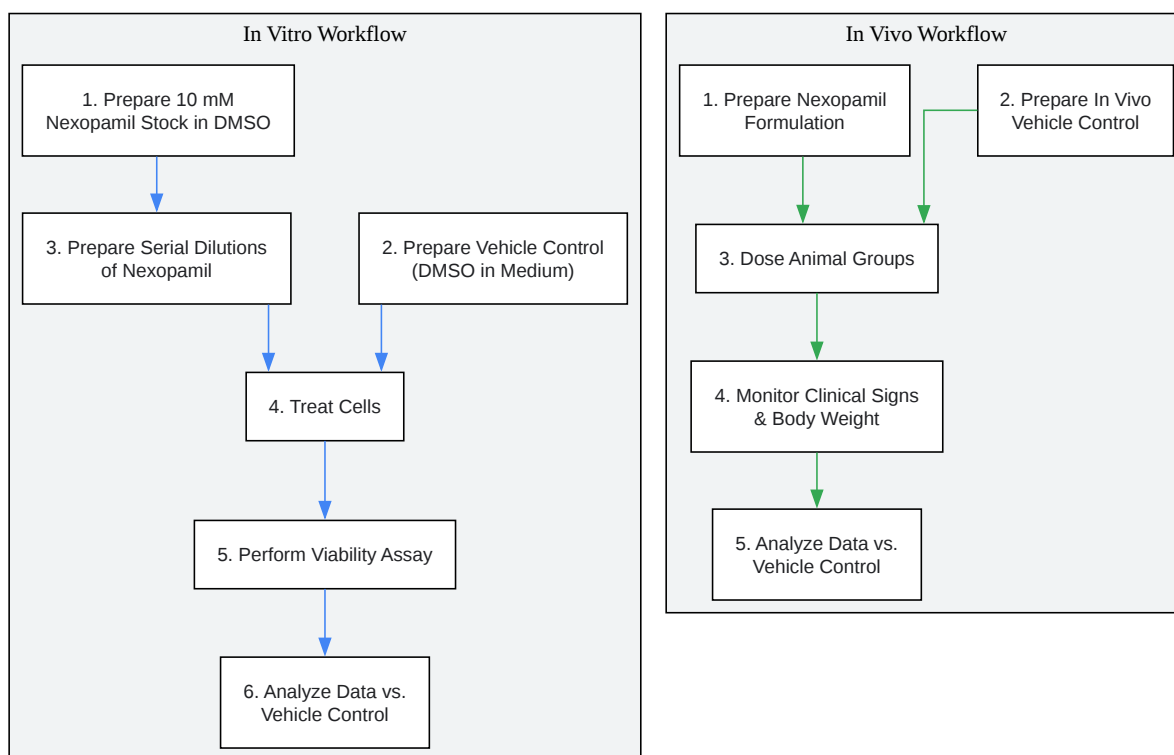 In Vitro Workflow
1. Prepare 10 mM
Nexopamil Stock in DMSO
3. Prepare Serial Dilutions
of Nexopamil
2. Prepare Vehicle Control
(DMSO in Medium)
4. Treat Cells
5. Perform Viability Assay
6. Analyze Data vs.
Vehicle Control
In Vivo Workflow
1. Prepare Nexopamil
Formulation
2. Prepare In Vivo
Vehicle Control
3. Dose Animal Groups
4. Monitor Clinical Signs
& Body Weight
5. Analyze Data vs.
Vehicle Control